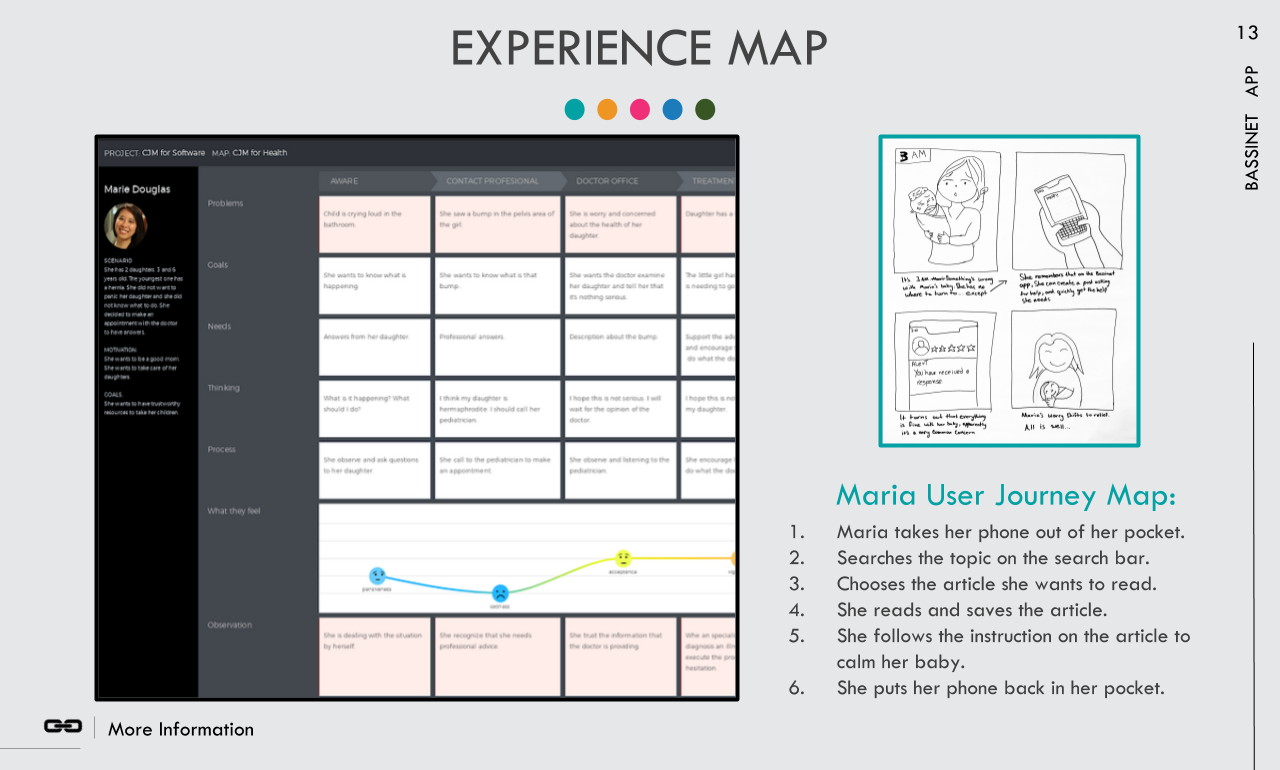 EXPERIENCE MAP
13
BASSINET APP
PROJECT: CJM for Software MAP: CJM for Health
Marie Douglas
SCENARIO
She has 2 daughters 3 and 6
years old. The youngest one has
a hernia. She did not want to
panic her daughter and she did
not know what to do. She
decided to make an
appointment with the doctor
to have answers.
MOTIVATION:
She wants to be a good mom.
She wants to take care of her
daughters.
GOALS:
She wants to have trustworthy
resources to take her children.
AWARE
CONTACT PROFESIONAL
DOCTOR OFFICE
TREATMEN
Problems
Child is crying loud in the
bathroom.
She saw a bump in the pelvis area of
the girl.
She is worry and concerned
about the health of her
daughter.
Daughter has a
Goals
She wants to know what is
happening.
She wants to know what is that
bump.
She wants the doctor examine
her daughter and tell her that
it's nothing serious.
The little girl ha
is needing to go
Needs
Answers from her daughter.
Professional answers.
Description about the bump.
Support the
and encourage
do what the do
Thinking
What is it happening? What
should I do?
I think my daughter is
hermaphrodite. I should call her
pediatrician.
I hope this is not serious. I will
wait for the opinion of the
doctor.
I hope this is no
my daughter.
Process
She observe and ask questions
to her daughter.
She call to the pediatrician to make
an appointment.
She observe and listening to the
pediatrician.
She encourage
do what the do
What they feel
pensiveness
sadness
acceptance
Observation
She is dealing with the situation
by herself.
She recognize that she needs
professional advice.
She trust the information that
the doctor is providing.
Whe an speciali
diagnosis an
execute the pro
hesitation.
3 AM
It's 3 AM. Something's wrong
with Maria's baby. She has no
where to turn to... except
She remembers that on the Bassinet
app, She can create a post asking
for help, and quickly get the help
she needs
Alert!
You have received a
response
It turns out that everything
is fine with her baby, apparently
it's a very common concern
Maria's worry shifts to relief.
All is well...
Maria User Journey Map:
1. Maria takes her phone out of her pocket.
2. Searches the topic on the search bar.
3. Chooses the article she wants to read.
4. She reads and saves the article.
5. She follows the instruction on the article to
calm her baby.
6. She puts her phone back in her pocket.
More Information